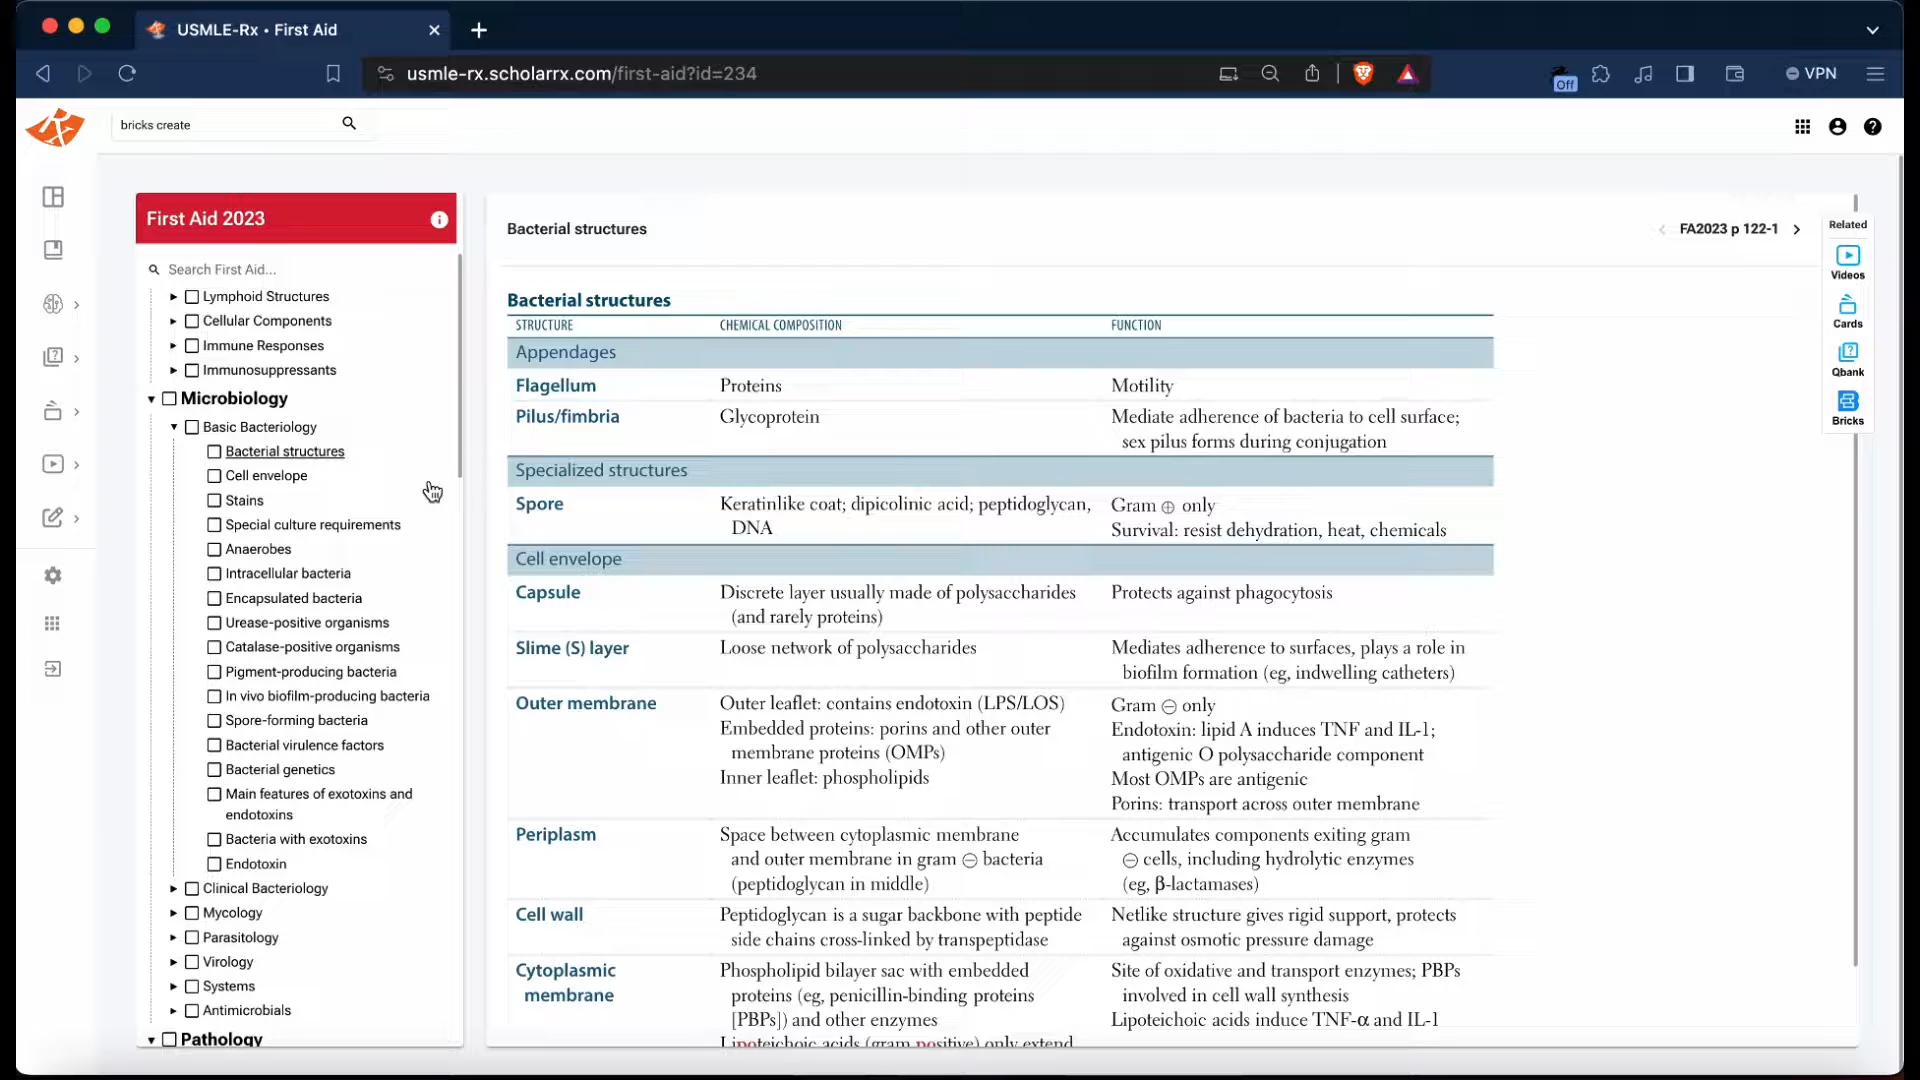 USMLE-Rx • First Aid
usmle-rx.scholarrx.com/first-aid?id=234
Off
VPN
Rx
bricks create
First Aid 2023
Search First Aid...
Lymphoid Structures
Cellular Components
Immune Responses
Immunosuppressants
Microbiology
Basic Bacteriology
Bacterial structures
Cell envelope
Stains
Special culture requirements
Anaerobes
Intracellular bacteria
Encapsulated bacteria
Urease-positive organisms
Catalase-positive organisms
Pigment-producing bacteria
In vivo biofilm-producing bacteria
Spore-forming bacteria
Bacterial virulence factors
Bacterial genetics
Main features of exotoxins and
endotoxins
Bacteria with exotoxins
Endotoxin
Clinical Bacteriology
Mycology
Parasitology
Virology
Systems
Antimicrobials
Pathology
Bacterial structures
FA2023 p 122-1
Bacterial structures
STRUCTURE CHEMICAL COMPOSITION FUNCTION
Appendages
Flagellum Proteins Motility
Pilus/fimbria Glycoprotein Mediate adherence of bacteria to cell surface;
sex pilus forms during conjugation
Specialized structures
Spore Keratinlike coat; dipicolinic acid; peptidoglycan, Gram ⊕ only
DNA Survival: resist dehydration, heat, chemicals
Cell envelope
Capsule Discrete layer usually made of polysaccharides Protects against phagocytosis
(and rarely proteins)
Slime (S) layer Loose network of polysaccharides Mediates adherence to surfaces, plays a role in
biofilm formation (eg, indwelling catheters)
Outer membrane Outer leaflet: contains endotoxin (LPS/LOS) Gram ⊖ only
Embedded proteins: porins and other outer Endotoxin: lipid A induces TNF and IL-1;
membrane proteins (OMPs) antigenic O polysaccharide component
Inner leaflet: phospholipids Most OMPs are antigenic
Porins: transport across outer membrane
Periplasm Space between cytoplasmic membrane Accumulates components exiting gram
and outer membrane in gram ⊖ bacteria ⊖ cells, including hydrolytic enzymes
(peptidoglycan in middle) (eg, β-lactamases)
Cell wall Peptidoglycan is a sugar backbone with peptide Netlike structure gives rigid support, protects
side chains cross-linked by transpeptidase against osmotic pressure damage
Cytoplasmic Phospholipid bilayer sac with embedded Site of oxidative and transport enzymes; PBPs
membrane proteins (eg, penicillin-binding proteins involved in cell wall synthesis
[PBPs]) and other enzymes Lipoteichoic acids induce TNF-α and IL-1
Lipoteichoic acids (gram positive) only extend
Related
Videos
Cards
Qbank
Bricks